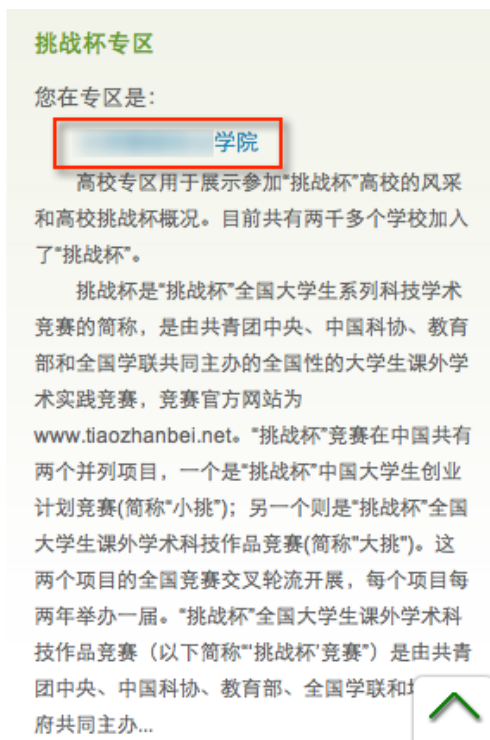 挑战杯专区
您在专区是：
学院
高校专区用于展示参加“挑战杯”高校的风采
和高校挑战杯概况。目前共有两千多个学校加入
了“挑战杯”。
挑战杯是“挑战杯”全国大学生系列科技学术
竞赛的简称，是由共青团中央、中国科协、教育
部和全国学联共同主办的全国性的大学生课外学
术实践竞赛，竞赛官方网站为
www.tiaozhanbei.net。“挑战杯”竞赛在中国共有
两个并列项目，一个是“挑战杯”中国大学生创业
计划竞赛(简称“小挑”)；另一个则是“挑战杯”全国
大学生课外学术科技作品竞赛(简称"大挑")。这
两个项目的全国竞赛交叉轮流开展，每个项目每
两年举办一届。“挑战杯”全国大学生课外学术科
技作品竞赛（以下简称“'挑战杯'竞赛”）是由共青
团中央、中国科协、教育部、全国学联和
府共同主办...